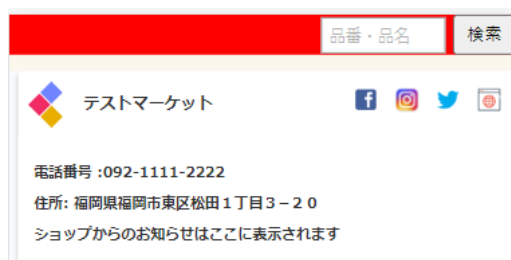 品番・品名 検索
テストマーケット
電話番号 :092-1111-2222
住所: 福岡県福岡市東区松田１丁目３－２０
ショップからのお知らせはここに表示されます